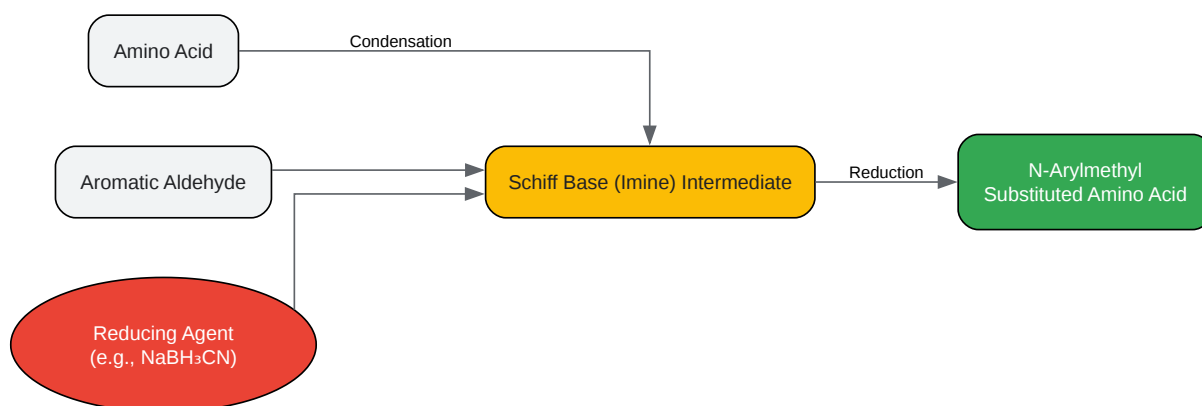 Amino Acid
Condensation
Aromatic Aldehyde
Schiff Base (Imine) Intermediate
Reduction
N-Arylmethyl
Substituted Amino Acid
Reducing Agent
(e.g., NaBH₃CN)